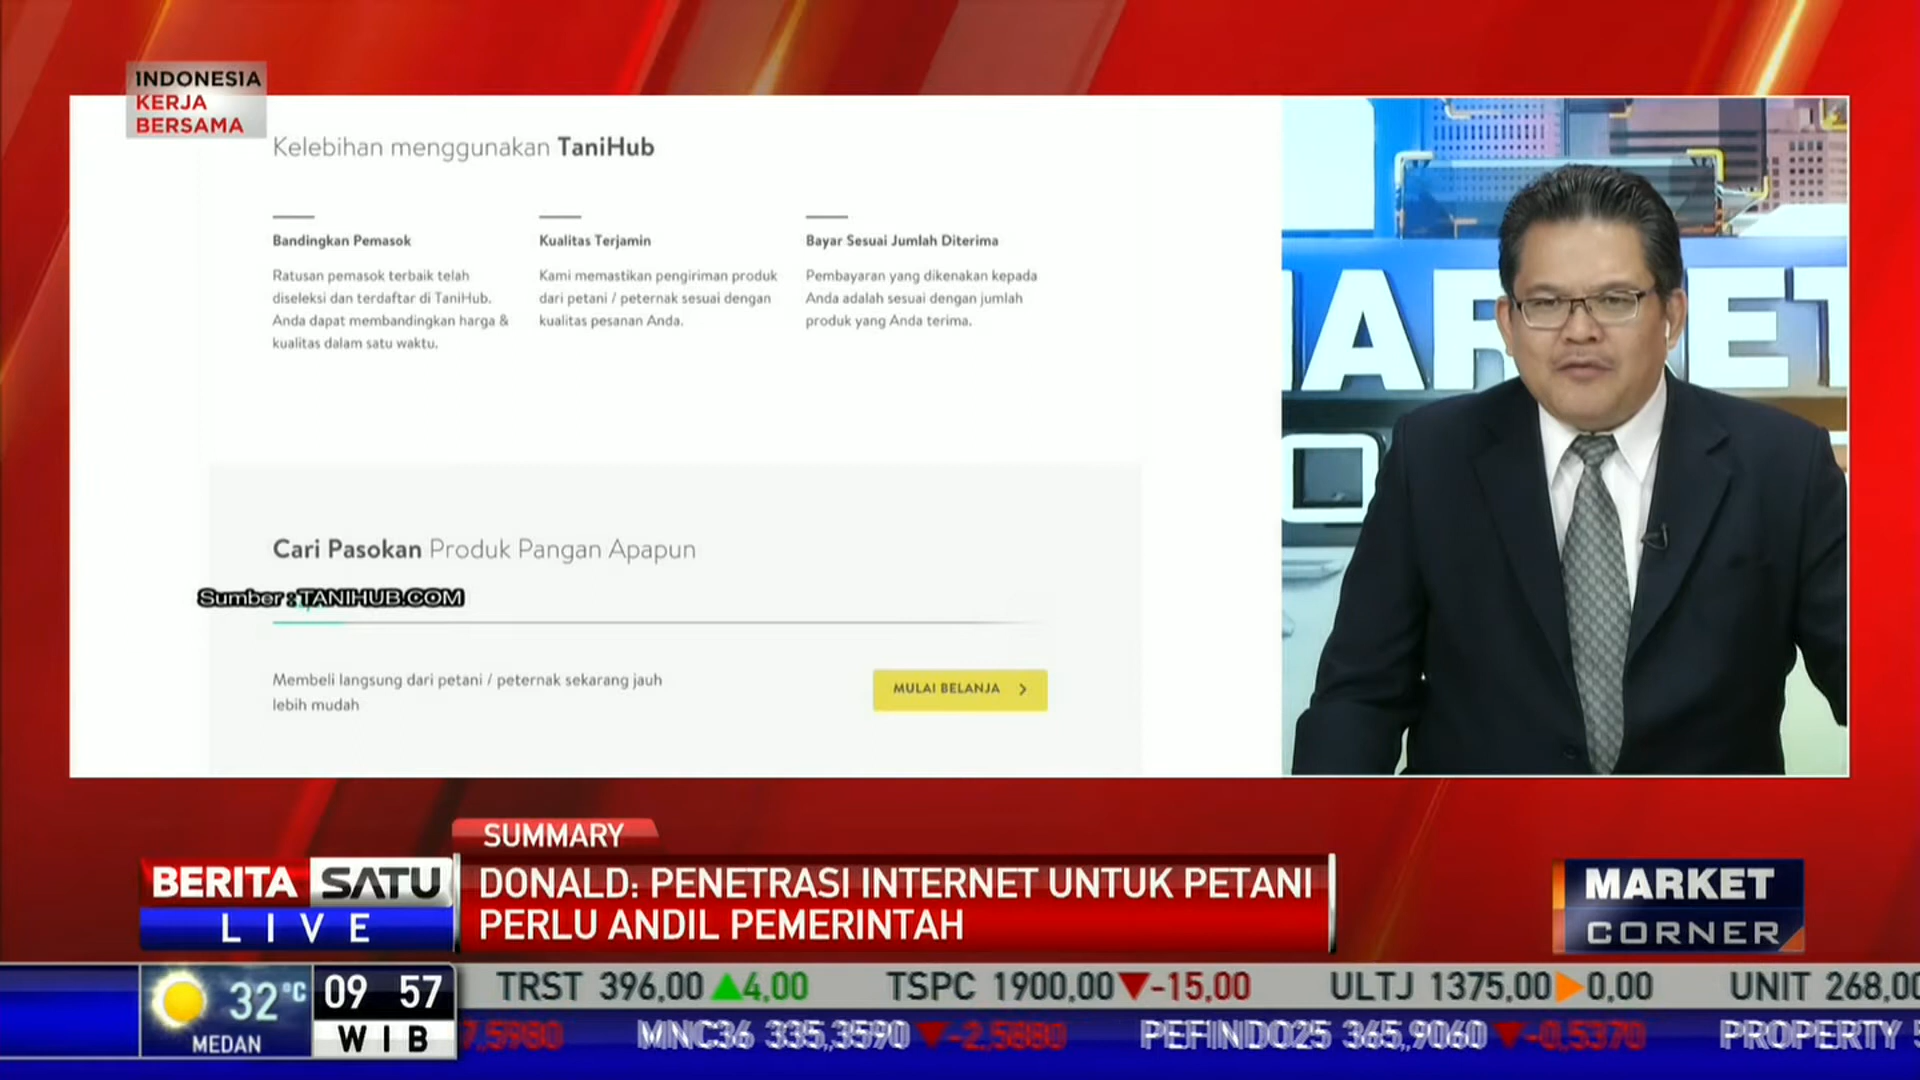 INDONESIA
KERJA
BERSAMA
Kelebihan menggunakan TaniHub
Bandingkan Pemasok
Ratusan pemasok terbaik telah
diseleksi dan terdaftar di TaniHub.
Anda dapat membandingkan harga &
kualitas dalam satu waktu.
Kualitas Terjamin
Kami memastikan pengiriman produk
dari petani / peternak sesuai dengan
kualitas pesanan Anda.
Bayar Sesuai Jumlah Diterima
Pembayaran yang dikenakan kepada
Anda adalah sesuai dengan jumlah
produk yang Anda terima.
Cari Pasokan Produk Pangan Apapun
Sumber : TANIHUB.COM
Membeli langsung dari petani / peternak sekarang jauh
lebih mudah
MULAI BELANJA >
SUMMARY
BERITA SATU
LIVE
DONALD: PENETRASI INTERNET UNTUK PETANI
PERLU ANDIL PEMERINTAH
MARKET
CORNER
32°C
MEDAN
09 57
WIB
TRST 396,00 ▲4,00 TSPC 1900,00 ▼-15,00 ULTJ 1375,00 ▶0,00 UNIT 268,00
7,5980 MNC36 335,3590 ▼-2,5880 PEFINDO25 365,9060 ▼-0,5370 PROPERTY